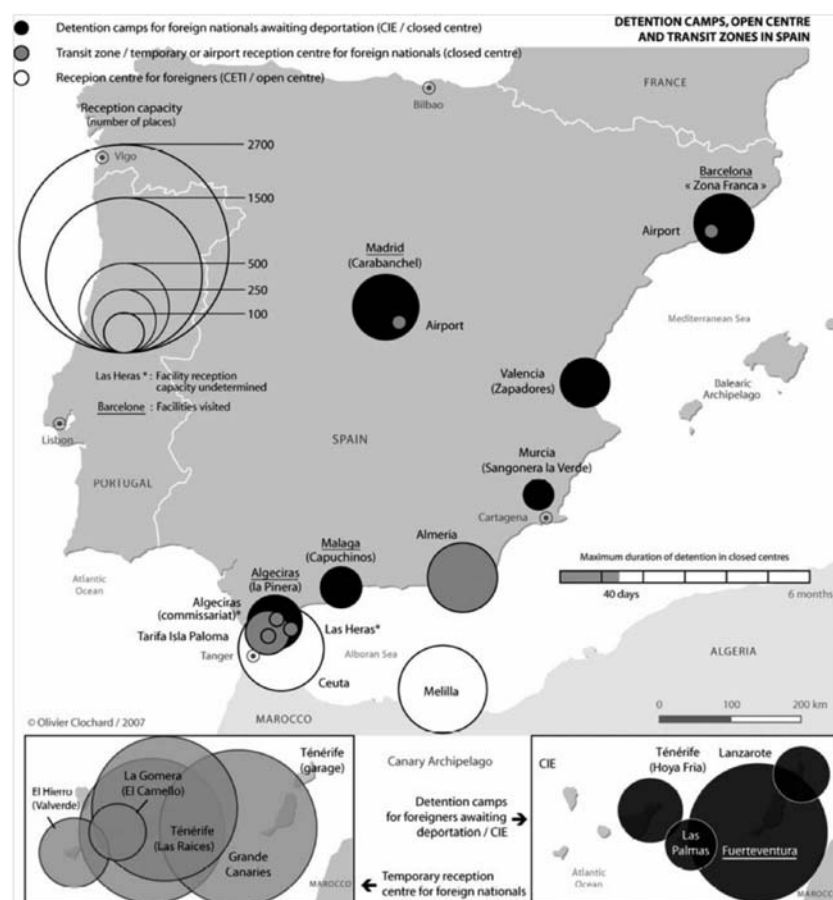 DETENTION CAMPS, OPEN CENTRE
AND TRANSIT ZONES IN SPAIN
Detention camps for foreign nationals awaiting deportation (CIE / closed centre)
Transit zone / temporary or airport reception centre for foreign nationals (closed centre)
Recepion centre for foreigners (CETI / open centre)
Reception capacity
(number of places)
2700
1500
500
250
100
Las Heras * : Facility reception
capacity undetermined
Barcelone : Facilities visited
FRANCE
Bilbao
Vigo
Barcelona
« Zona Franca »
Airport
Madrid
(Carabanchel)
Airport
Mediterranean Sea
Valencia
(Zapadores)
Balearic
Archipelago
Lisbon
SPAIN
PORTUGAL
Murcia
(Sangonera la Verde)
Cartagena
Almeria
Malaga
(Capuchinos)
Algeciras
(la Pinera)
Algeciras
(commissariat)*
Tarifa Isla Paloma
Las Heras*
Tanger
Alboran Sea
Ceuta
Melilla
Atlantic
Ocean
Maximum duration of detention in closed centres
40 days
6 months
ALGERIA
MAROCCO
0 100 200 km
© Olivier Clochard / 2007
El Hierro
(Valverde)
La Gomera
(El Camello)
Ténérife
(Las Raices)
Grande
Canaries
Ténérife
(garage)
MAROCCO
Canary Archipelago
Detention camps
for foreigners awaiting
deportation / CIE
Temporary reception
centre for foreign nationals
CIE
Ténérife
(Hoya Fria)
Lanzarote
Las
Palmas
Fuerteventura
Atlantic
Ocean
MAROCCO